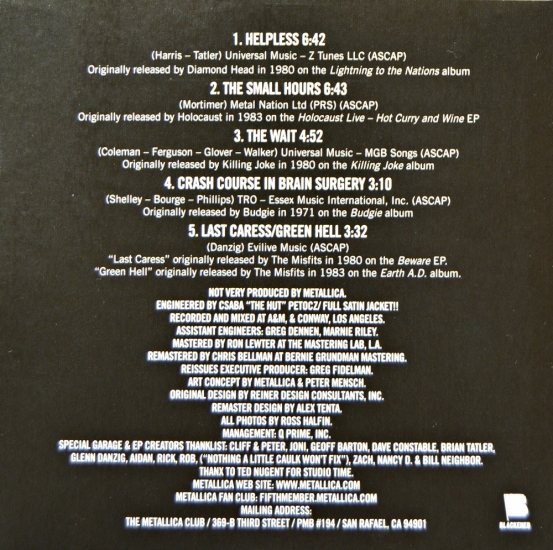 1. HELPLESS 6:42
(Harris – Tatler) Universal Music – Z Tunes LLC (ASCAP)
Originally released by Diamond Head in 1980 on the Lightning to the Nations album
2. THE SMALL HOURS 6:43
(Mortimer) Metal Nation Ltd (PRS) (ASCAP)
Originally released by Holocaust in 1983 on the Holocaust Live – Hot Curry and Wine EP
3. THE WAIT 4:52
(Coleman – Ferguson – Glover – Walker) Universal Music – MGB Songs (ASCAP)
Originally released by Killing Joke in 1980 on the Killing Joke album
4. CRASH COURSE IN BRAIN SURGERY 3:10
(Shelley – Bourge – Phillips) TRO – Essex Music International, Inc. (ASCAP)
Originally released by Budgie in 1971 on the Budgie album
5. LAST CARESS/GREEN HELL 3:32
(Danzig) Evilive Music (ASCAP)
"Last Caress" originally released by The Misfits in 1980 on the Beware EP.
"Green Hell" originally released by The Misfits in 1983 on the Earth A.D. album.
NOT VERY PRODUCED BY METALLICA.
ENGINEERED BY CSABA "THE HUT" PETOCZ/ FULL SATIN JACKET!!
RECORDED AND MIXED AT A&M, & CONWAY, LOS ANGELES.
ASSISTANT ENGINEERS: GREG DENNEN, MARNIE RILEY.
MASTERED BY RON LEWTER AT THE MASTERING LAB, LA.
REMASTERED BY CHRIS BELLMAN AT BERNIE GRUNDMAN MASTERING.
REISSUES EXECUTIVE PRODUCER: GREG FIDELMAN.
ART CONCEPT BY METALLICA & PETER MENSCH.
ORIGINAL DESIGN BY REINER DESIGN CONSULTANTS, INC.
REMASTER DESIGN BY ALEX TENTA.
ALL PHOTOS BY ROSS HALFIN.
MANAGEMENT: Q PRIME, INC.
SPECIAL GARAGE & EP CREATORS THANKLIST: CLIFF & PETER, JONI, GEOFF BARTON, DAVE CONSTABLE, BRIAN TATLER,
GLENN DANZIG, AIDAN, RICK, ROB, ("NOTHING A LITTLE CAULK WON'T FIX"), ZACH, NANCY D. & BILL NEIGHBOR.
THANX TO TED NUGENT FOR STUDIO TIME.
METALLICA WEB SITE: WWW.METALLICA.COM
METALLICA FAN CLUB: FIFTHMEMBER.METALLICA.COM
MAILING ADDRESS:
THE METALLICA CLUB / 369-B THIRD STREET / PMB #194 / SAN RAFAEL, CA 94901
BLACKENED